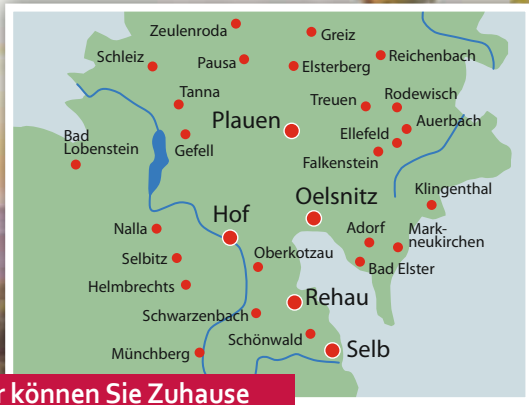 Zeulenroda
Greiz
Schleiz
Pausa
Elsterberg
Reichenbach
Tanna
Treuen
Rodewisch
Plauen
Auerbach
Ellefeld
Bad
Lobenstein
Gefell
Falkenstein
Klingenthal
Oelsnitz
Hof
Nalla
Adorf
Mark-
neukirchen
Selbitz
Oberkotzau
Bad Elster
Helmbrechts
Rehau
Schwarzenbach
Schönwald
Selb
Münchberg
r können Sie Zuhause